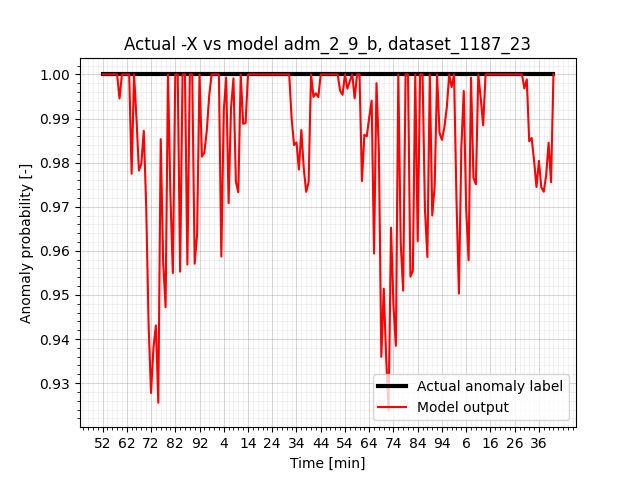 Actual -X vs model adm_2_9_b, dataset_1187_23
Anomaly probability [-]
1.00
0.99
0.98
0.97
0.96
0.95
0.94
0.93
Actual anomaly label
Model output
52 62 72 82 92 4 14 24 34 44 54 64 74 84 94 6 16 26 36
Time [min]